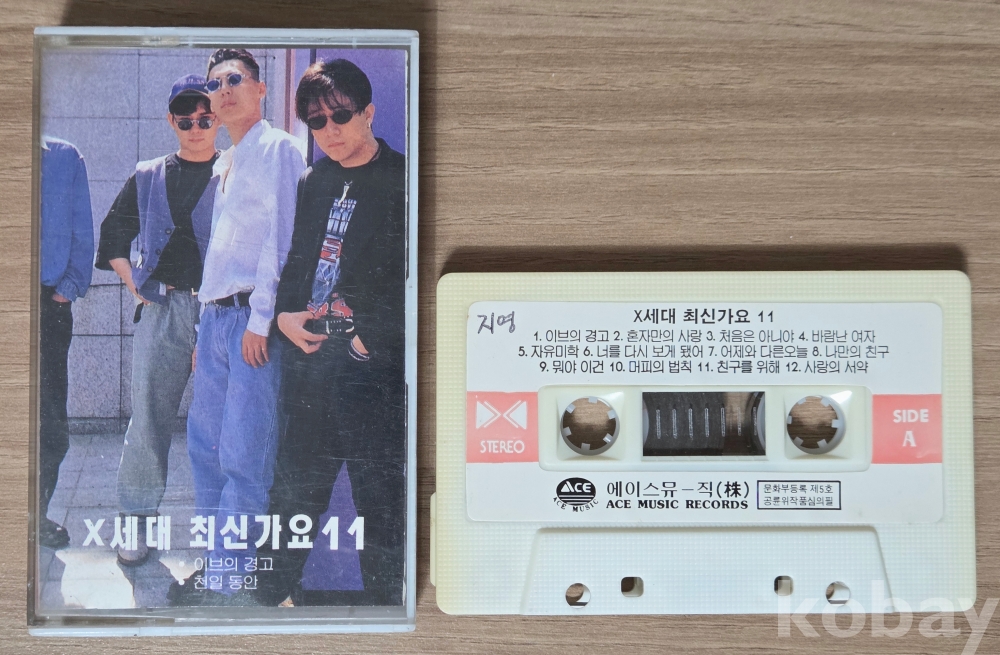 X세대 최신가요 11
• 이브의 경고
• 천일 동안
지영
X세대 최신가요 11
1. 이브의 경고 2. 혼자만의 사랑 3. 처음은 아니야 4. 바람난 여자
5. 자유미학 6. 너를 다시 보게 됐어 7. 어제와 다른오늘 8. 나만의 친구
9. 뭐야 이건 10. 머피의 법칙 11. 친구를 위해 12. 사랑의 서약
STEREO
SIDE
A
ACE
ACE MUSIC
에이스뮤-직(株)
ACE MUSIC RECORDS
문화부등록 제5호
공륜위작품심의필
kobay